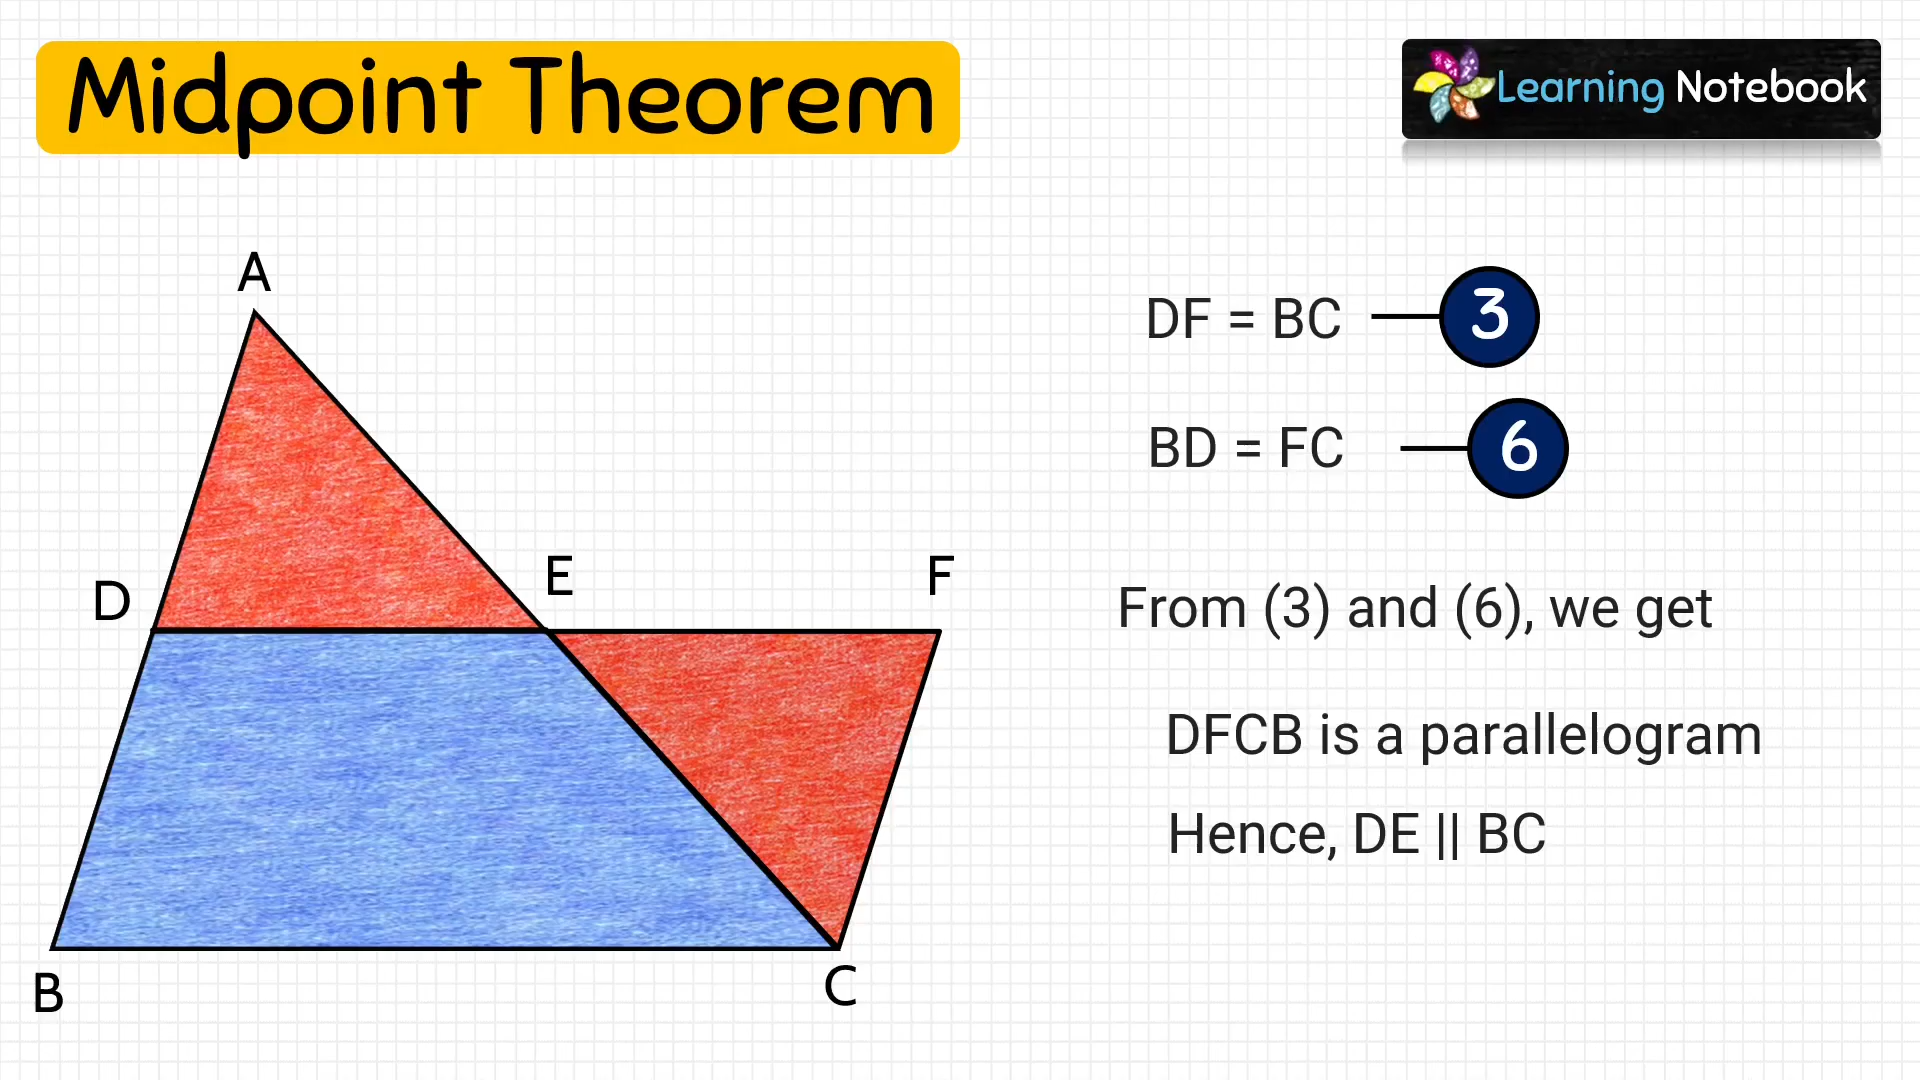 Midpoint Theorem
Learning Notebook
A
D
E
F
B
C
DF = BC 3
BD = FC 6
From (3) and (6), we get
DFCB is a parallelogram
Hence, DE || BC